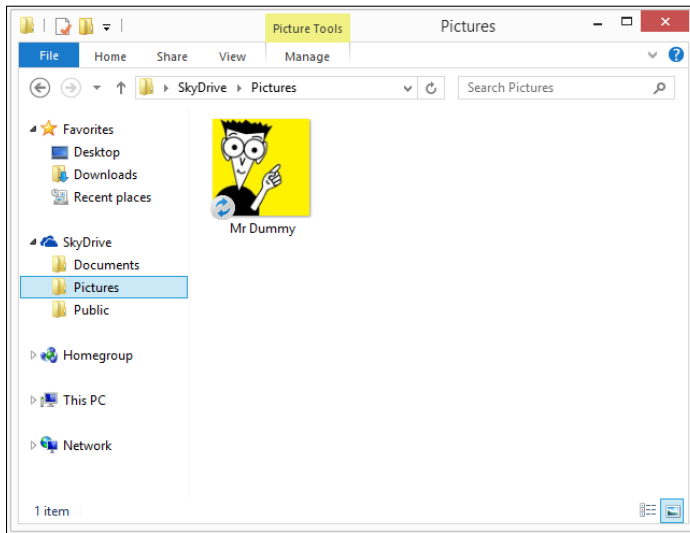 Picture Tools
Pictures
File Home Share View Manage
SkyDrive Pictures
Search Pictures
Favorites
Desktop
Downloads
Recent places
SkyDrive
Documents
Pictures
Public
Homegroup
This PC
Network
Mr Dummy
1 item